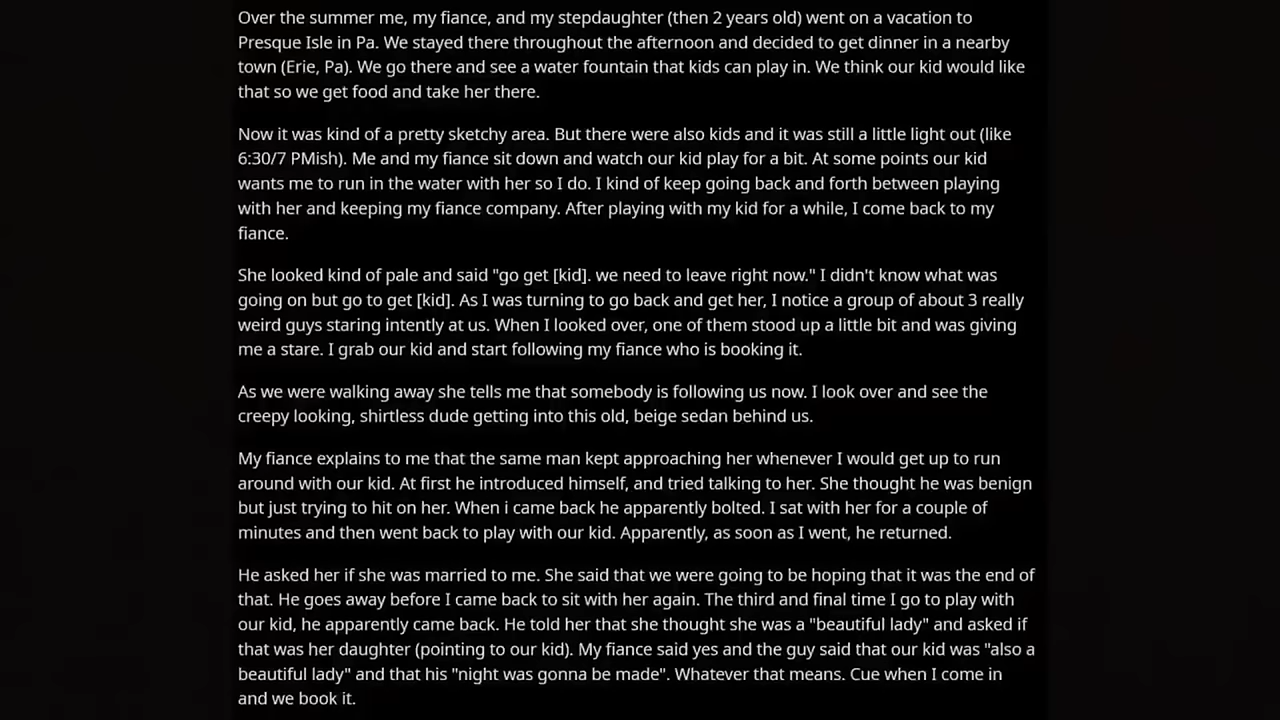 Over the summer me, my fiance, and my stepdaughter (then 2 years old) went on a vacation to
Presque Isle in Pa. We stayed there throughout the afternoon and decided to get dinner in a nearby
town (Erie, Pa). We go there and see a water fountain that kids can play in. We think our kid would like
that so we get food and take her there.
Now it was kind of a pretty sketchy area. But there were also kids and it was still a little light out (like
6:30/7 PMish). Me and my fiance sit down and watch our kid play for a bit. At some points our kid
wants me to run in the water with her so I do. I kind of keep going back and forth between playing
with her and keeping my fiance company. After playing with my kid for a while, I come back to my
fiance.
She looked kind of pale and said "go get [kid]. we need to leave right now." I didn't know what was
going on but go to get [kid]. As I was turning to go back and get her, I notice a group of about 3 really
weird guys staring intently at us. When I looked over, one of them stood up a little bit and was giving
me a stare. I grab our kid and start following my fiance who is booking it.
As we were walking away she tells me that somebody is following us now. I look over and see the
creepy looking, shirtless dude getting into this old, beige sedan behind us.
My fiance explains to me that the same man kept approaching her whenever I would get up to run
around with our kid. At first he introduced himself, and tried talking to her. She thought he was benign
but just trying to hit on her. When i came back he apparently bolted. I sat with her for a couple of
minutes and then went back to play with our kid. Apparently, as soon as I went, he returned.
He asked her if she was married to me. She said that we were going to be hoping that it was the end of
that. He goes away before I came back to sit with her again. The third and final time I go to play with
our kid, he apparently came back. He told her that she thought she was a "beautiful lady" and asked if
that was her daughter (pointing to our kid). My fiance said yes and the guy said that our kid was "also a
beautiful lady" and that his "night was gonna be made". Whatever that means. Cue when I come in
and we book it.